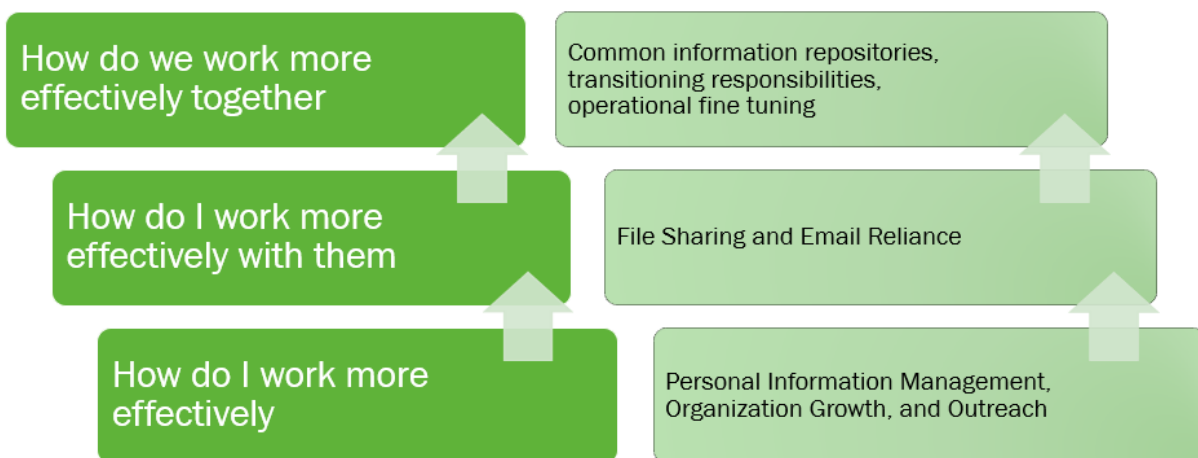 How do we work more
effectively together
Common information repositories,
transitioning responsibilities,
operational fine tuning
How do I work more
effectively with them
File Sharing and Email Reliance
How do I work more
effectively
Personal Information Management,
Organization Growth, and Outreach